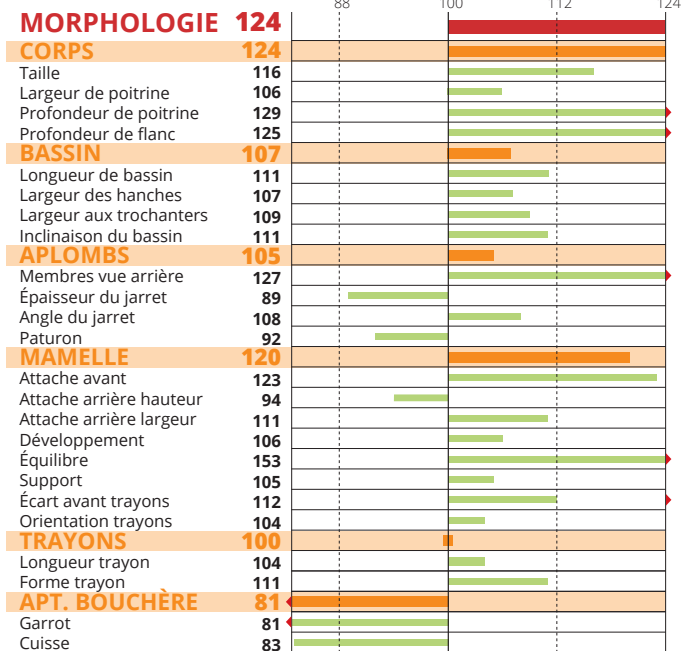 88 100 112 124
MORPHOLOGIE 124
CORPS 124
Taille 116
Largeur de poitrine 106
Profondeur de poitrine 129
Profondeur de flanc 125
BASSIN 107
Longueur de bassin 111
Largeur des hanches 107
Largeur aux trochanters 109
Inclinaison du bassin 111
APLOMBS 105
Membres vue arrière 127
Épaisseur du jarret 89
Angle du jarret 108
Paturon 92
MAMELLE 120
Attache avant 123
Attache arrière hauteur 94
Attache arrière largeur 111
Développement 106
Équilibre 153
Support 105
Écart avant trayons 112
Orientation trayons 104
TRAYONS 100
Longueur trayon 104
Forme trayon 111
APT. BOUCHÈRE 81
Garrot 81
Cuisse 83